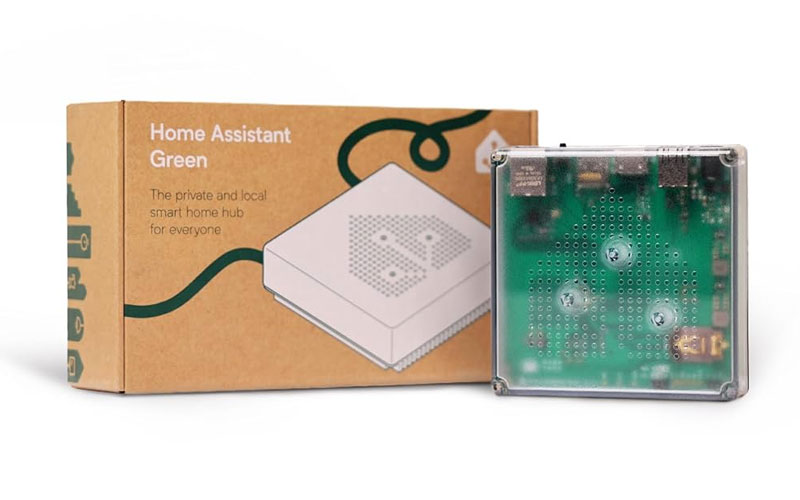 Home Assistant
Green
The private and local
smart home hub
for everyone